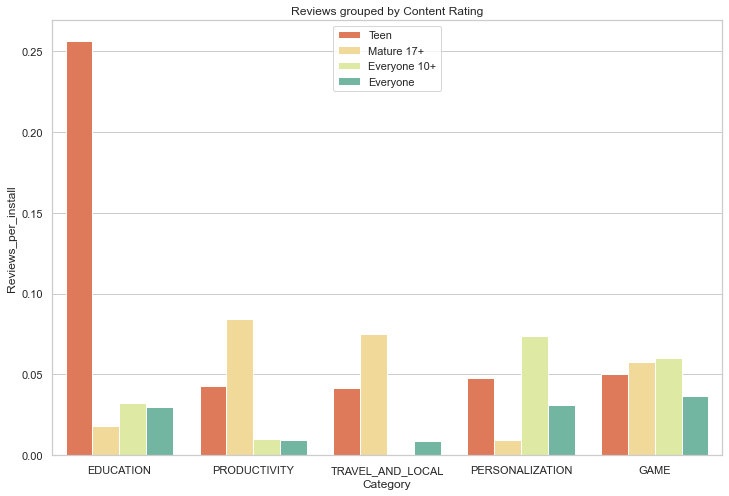 Reviews grouped by Content Rating
Teen
Mature 17+
Everyone 10+
Everyone
Reviews_per_install
0.25
0.20
0.15
0.10
0.05
0.00
EDUCATION
PRODUCTIVITY
TRAVEL_AND_LOCAL
PERSONALIZATION
GAME
Category